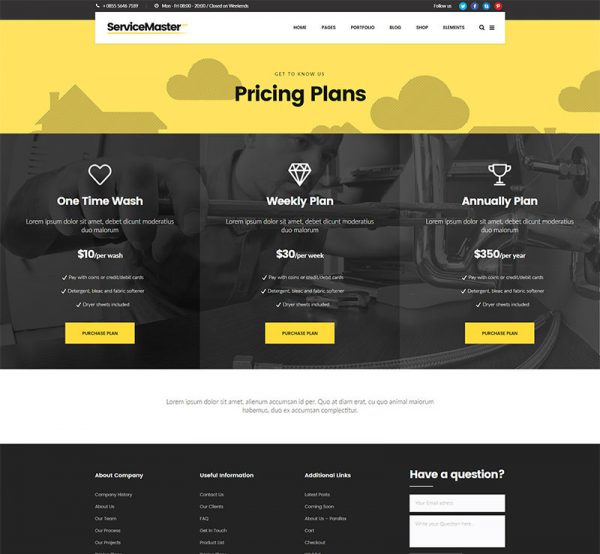 + 0855 5646 7589 Mon - Fri 08:00 - 20:00 / Closed on Weekends Follow us
ServiceMaster HOME PAGES PORTFOLIO BLOG SHOP ELEMENTS
GET TO KNOW US
Pricing Plans
One Time Wash
Lorem ipsum dolor sit amet, debet dicunt moderatius
duo malorum
$10/per wash
Pay with coins or credit/debit cards
Detergent, bleac and fabric softener
Dryer sheets included
PURCHASE PLAN
Weekly Plan
Lorem ipsum dolor sit amet, debet dicunt moderatius
duo malorum
$30/per week
Pay with coins or credit/debit cards
Detergent, bleac and fabric softener
Dryer sheets included
PURCHASE PLAN
Annually Plan
Lorem ipsum dolor sit amet, debet dicunt moderatius
duo malorum
$350/per year
Pay with coins or credit/debit cards
Detergent, bleac and fabric softener
Dryer sheets included
PURCHASE PLAN
Lorem ipsum dolor sit amet, alienum accumsan id per. Quo at diam erat, cu quo animal maiorum
habemus, duo ex accumsan complectitur.
About Company
Company History
About Us
Our Team
Our Process
Our Projects
Useful Information
Contact Us
Our Clients
FAQ
Get In Touch
Product List
Additional Links
Latest Posts
Coming Soon
About Us – Parallax
Cart
Checkout
Have a question?
Your Email adress
Write your Question here...